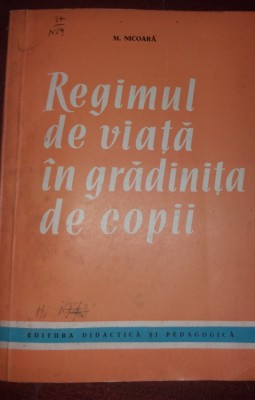 M. NICOARĂ
Regimul
de viață
în grădinița
de copii
EDITURA DIDACTICĂ ȘI PEDAGOGICĂ